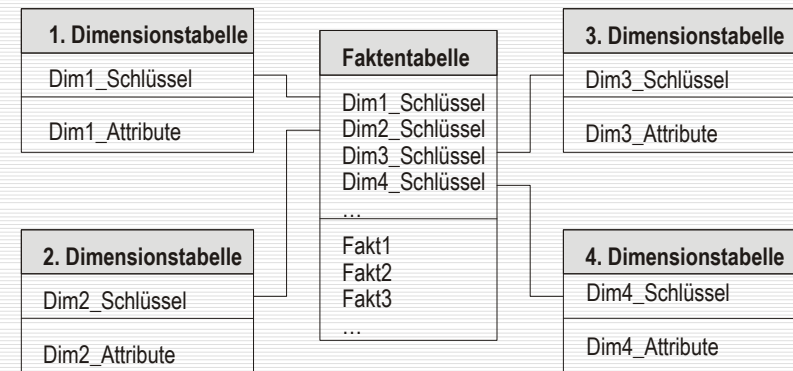 1. Dimensionstabelle
Dim1_Schlüssel
Dim1_Attribute
2. Dimensionstabelle
Dim2_Schlüssel
Dim2_Attribute
Faktentabelle
Dim1_Schlüssel
Dim2_Schlüssel
Dim3_Schlüssel
Dim4_Schlüssel
…
Fakt1
Fakt2
Fakt3
…
3. Dimensionstabelle
Dim3_Schlüssel
Dim3_Attribute
4. Dimensionstabelle
Dim4_Schlüssel
Dim4_Attribute